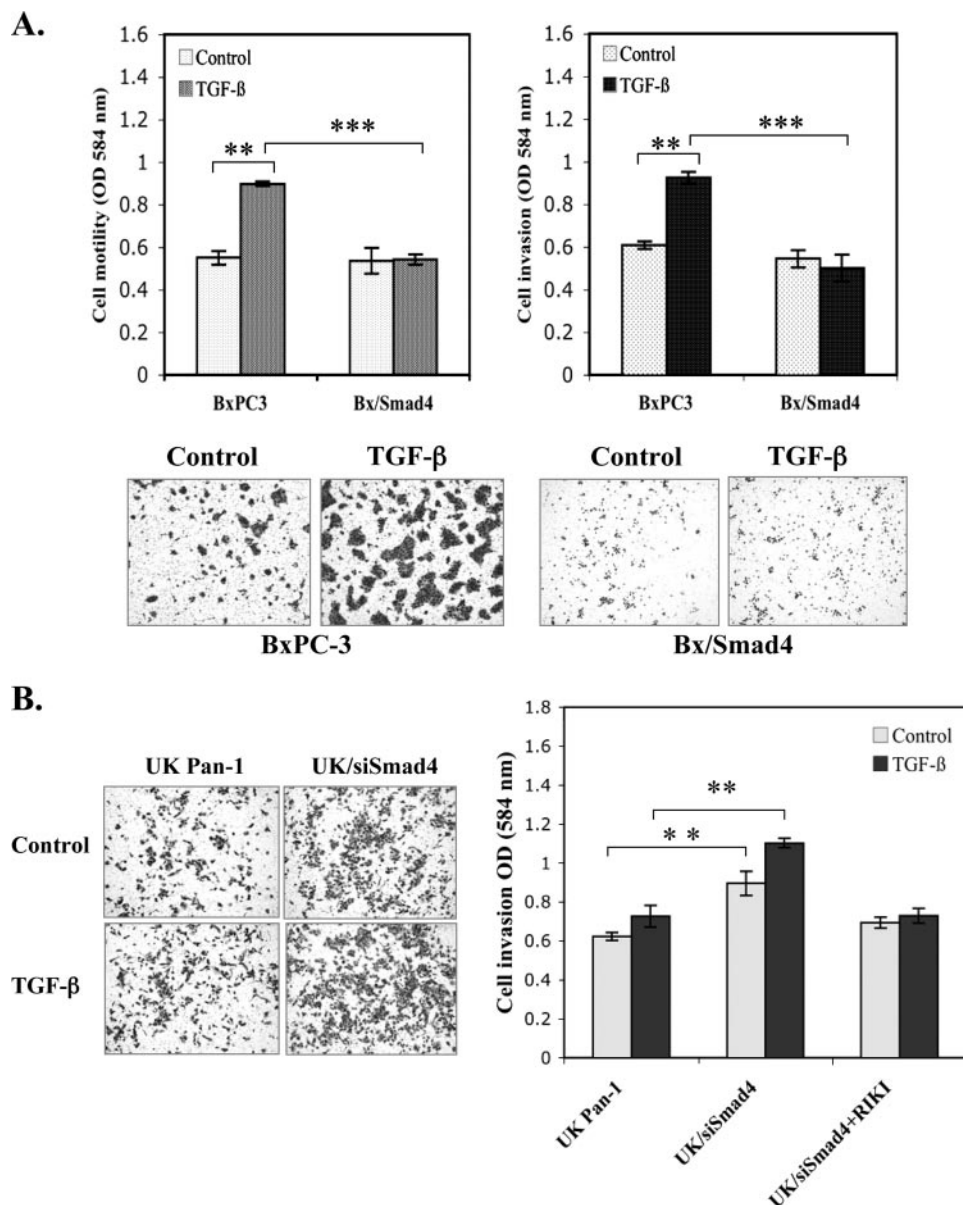 A.
1.6
1.4
1.2
1
0.8
0.6
0.4
0.2
0
Cell motility (OD 584 nm)
Control
TGF-ß
**
***
BxPC3
Bx/Smad4
1.6
1.4
1.2
1
0.8
0.6
0.4
0.2
0
Cell invasion (OD 584 nm)
Control
TGF-ß
**
***
BxPC3
Bx/Smad4
Control
TGF-β
BxPC-3
Control
TGF-β
Bx/Smad4
B.
UK Pan-1
UK/siSmad4
Control
TGF-β
1.8
1.6
1.4
1.2
1
0.8
0.6
0.4
0.2
0
Cell invasion OD (584 nm)
Control
TGF-ß
**
* *
UK Pan-1
UK/siSmad4
UK/siSmad4+RIKI